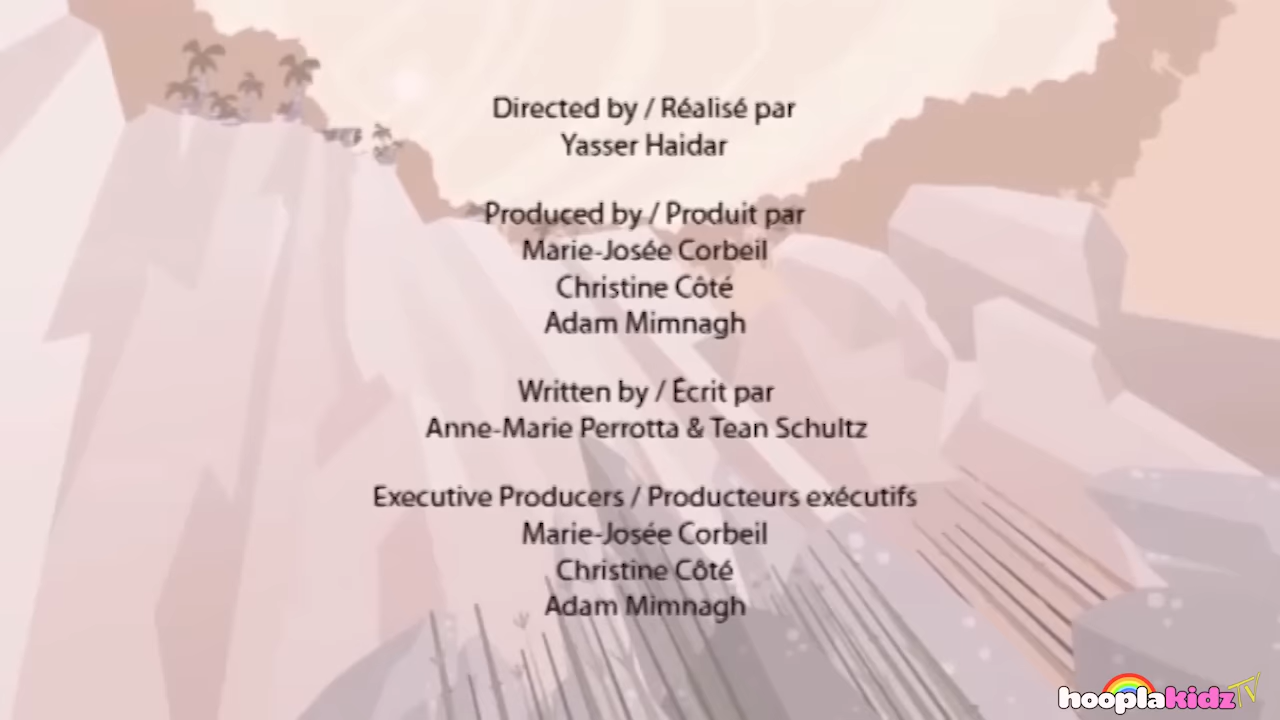 Directed by / Réalisé par
Yasser Haidar
Produced by / Produit par
Marie-Josée Corbeil
Christine Côté
Adam Mimnagh
Written by / Écrit par
Anne-Marie Perrotta & Tean Schultz
Executive Producers / Producteurs exécutifs
Marie-Josée Corbeil
Christine Côté
Adam Mimnagh
hooplakidz TV